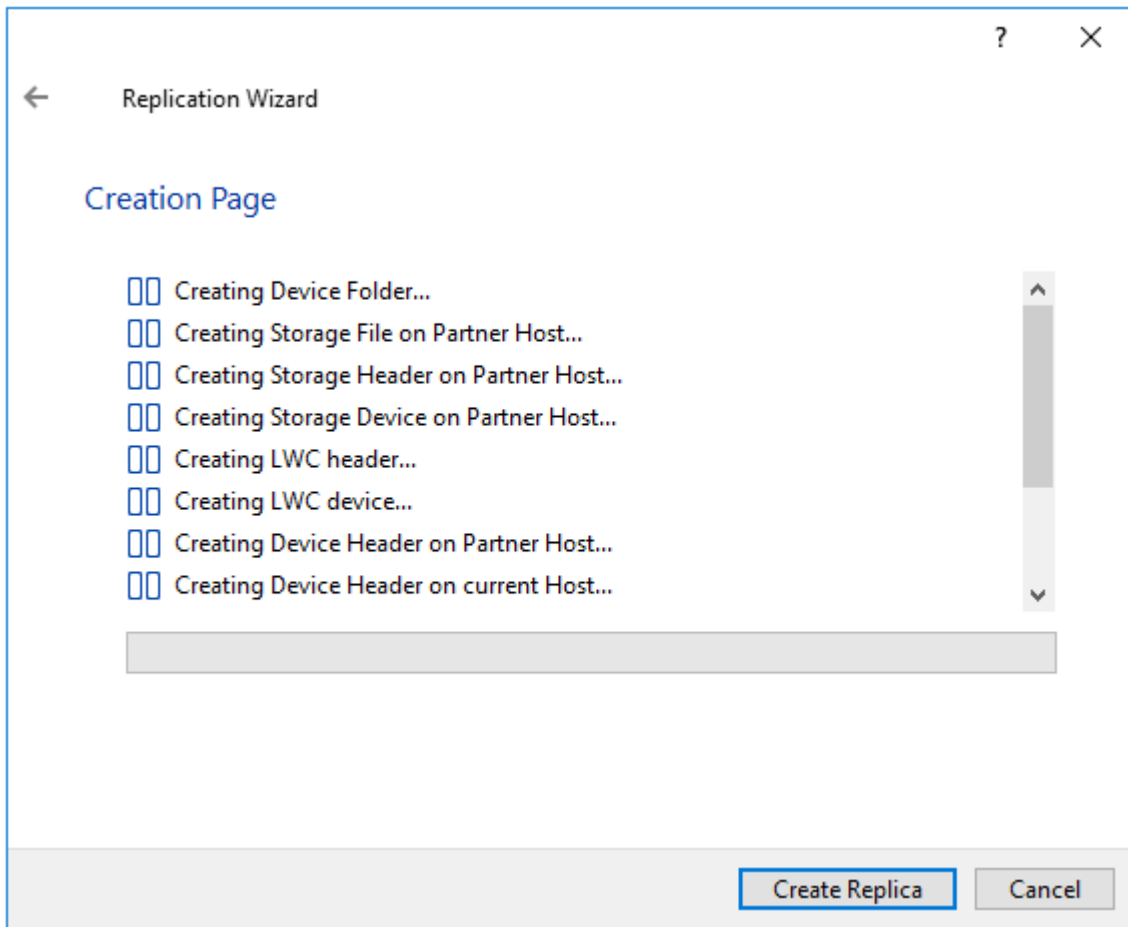 ?
Replication Wizard
Creation Page
Creating Device Folder...
Creating Storage File on Partner Host...
Creating Storage Header on Partner Host...
Creating Storage Device on Partner Host...
Creating LWC header...
Creating LWC device...
Creating Device Header on Partner Host...
Creating Device Header on current Host...
Create Replica Cancel